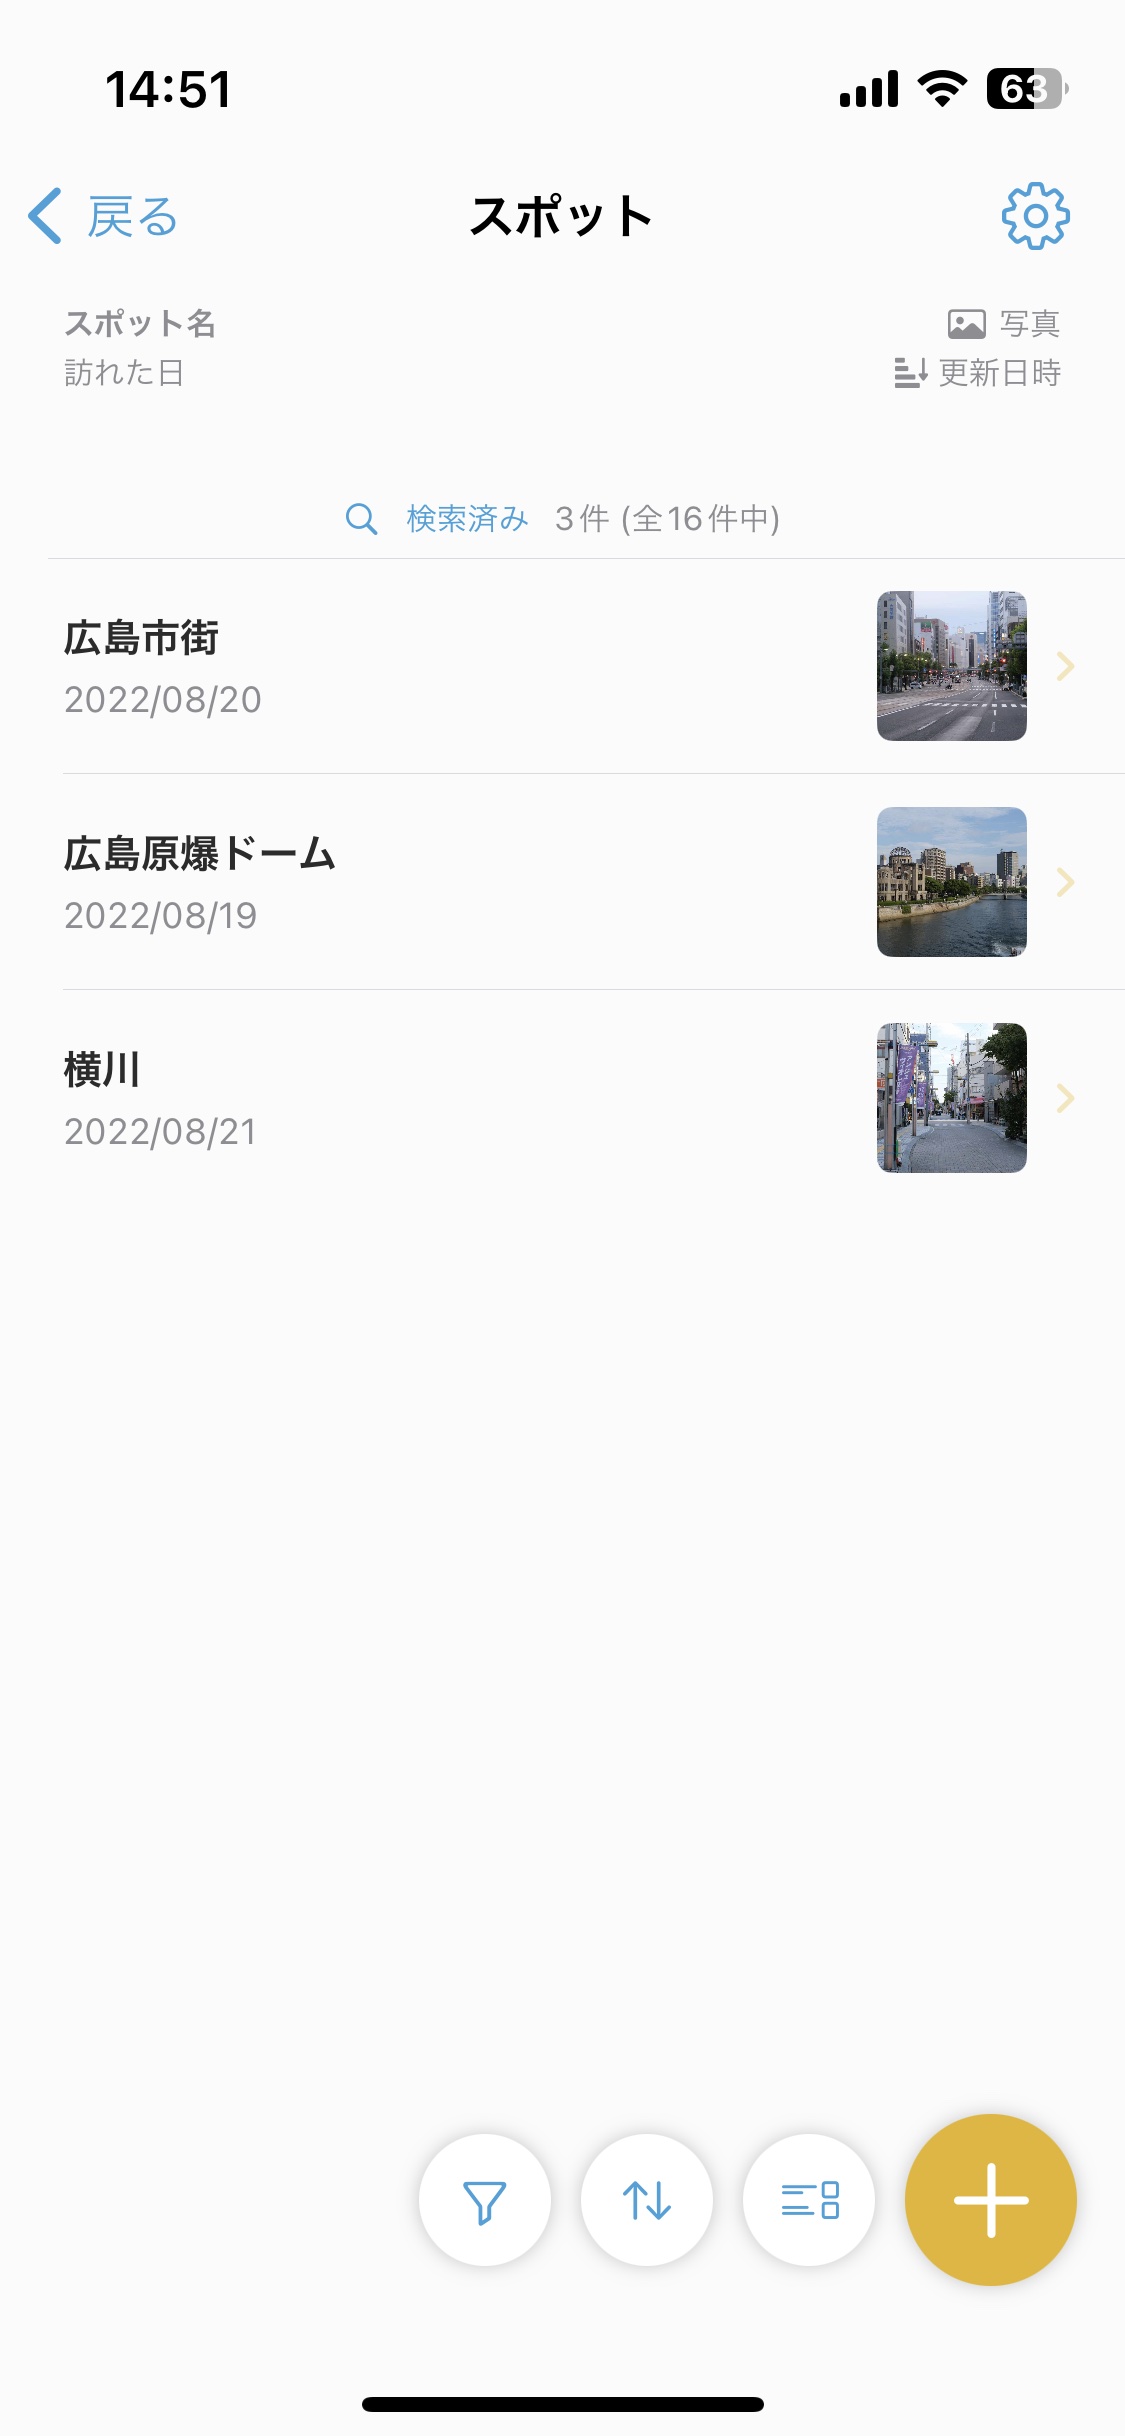 14:51
63
戻る
スポット
スポット名
写真
訪れた日
更新日時
検索済み 3件 (全16件中)
広島市街
2022/08/20
広島原爆ドーム
2022/08/19
横川
2022/08/21